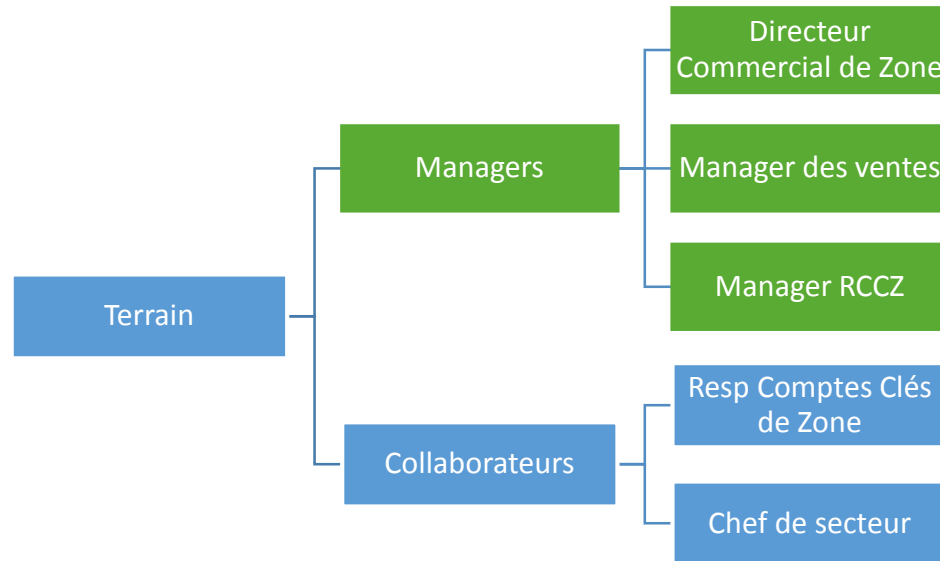 Directeur
Commercial de Zone
Managers
Manager des ventes
Manager RCCZ
Terrain
Resp Comptes Clés
de Zone
Collaborateurs
Chef de secteur